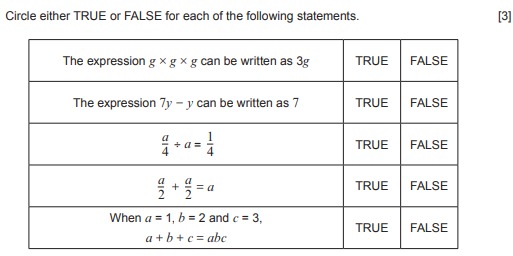 Circle either TRUE or FALSE for each of the following statements. [3]
The expression g × g × g can be written as 3g TRUE FALSE
The expression 7y − y can be written as 7 TRUE FALSE
a/4 ÷ a = 1/4 TRUE FALSE
a/2 + a/2 = a TRUE FALSE
When a = 1, b = 2 and c = 3,
a + b + c = abc TRUE FALSE